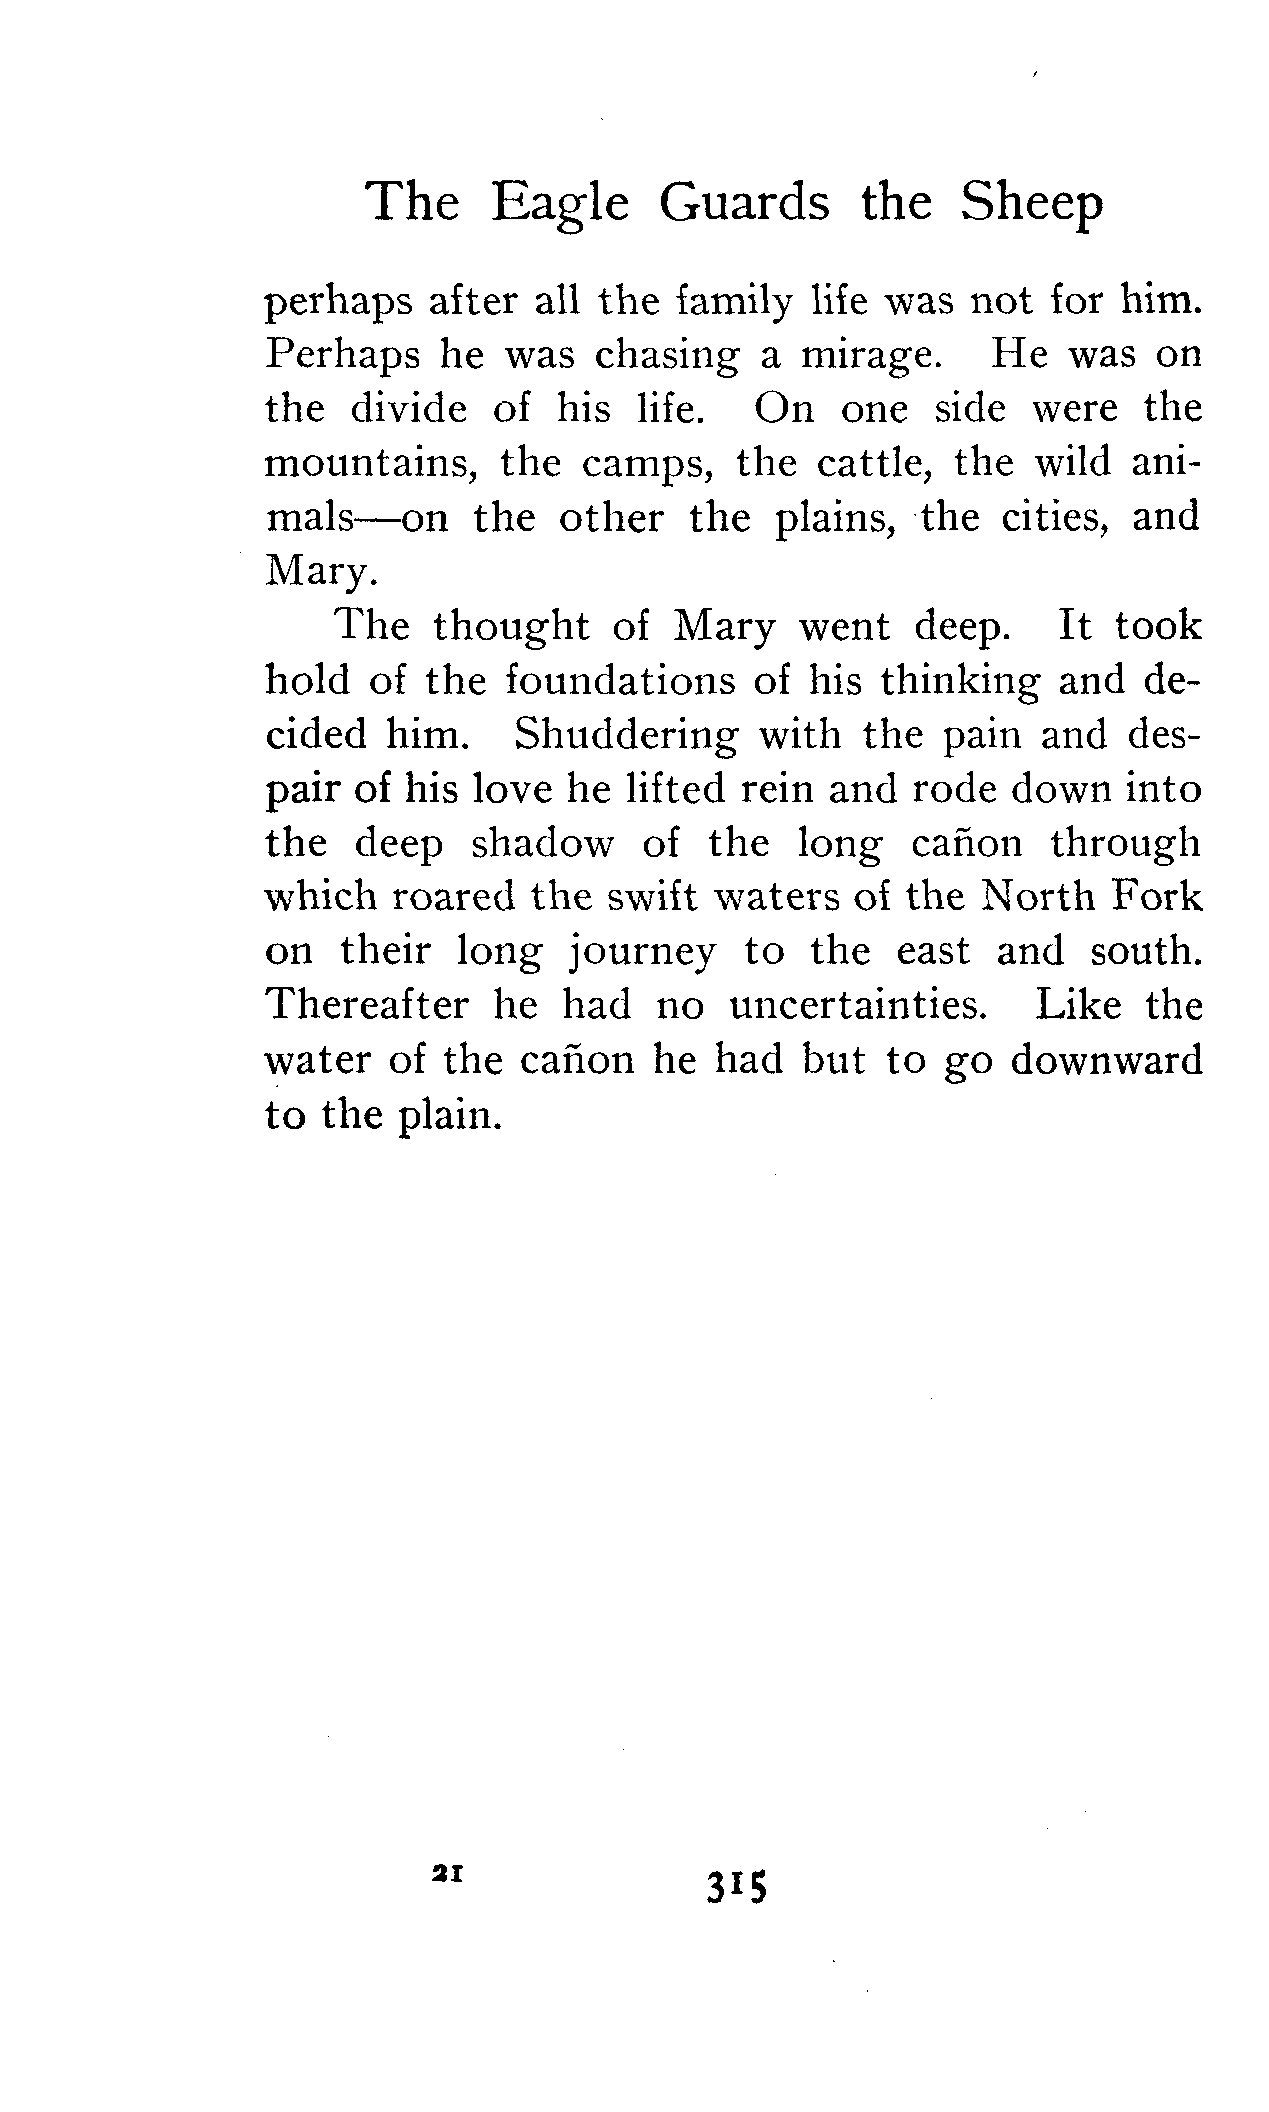 The Eagle Guards the Sheep
perhaps after all the family life was not for him.
Perhaps he was chasing a mirage. He was on
the divide of his life. On one side were the
mountains, the camps, the cattle, the wild ani-
mals—on the other the plains, the cities, and
Mary.
The thought of Mary went deep. It took
hold of the foundations of his thinking and de-
cided him. Shuddering with the pain and des-
pair of his love he lifted rein and rode down into
the deep shadow of the long cañon through
which roared the swift waters of the North Fork
on their long journey to the east and south.
Thereafter he had no uncertainties. Like the
water of the cañon he had but to go downward
to the plain.
21 315